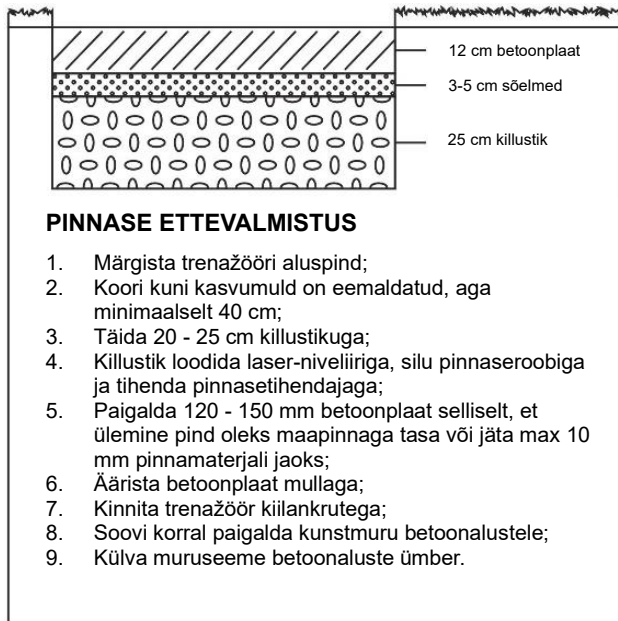 12 cm betoonplaat
3-5 cm sõelmed
25 cm killustik
PINNASE ETTEVALMISTUS
1. Märgista trenažööri aluspind;
2. Koori kuni kasvumuld on eemaldatud, aga
minimaalselt 40 cm;
3. Täida 20 - 25 cm killustikuga;
4. Killustik loodida laser-niveliiriga, silu pinnaseroobiga
ja tihenda pinnasetihendajaga;
5. Paigalda 120 - 150 mm betoonplaat selliselt, et
ülemine pind oleks maapinnaga tasa või jäta max 10
mm pinnamaterjali jaoks;
6. Äärista betoonplaat mullaga;
7. Kinnita trenažöör kiilankrutega;
8. Soovi korral paigalda kunstmuru betoonalustele;
9. Külva muruseeme betoonaluste ümber.